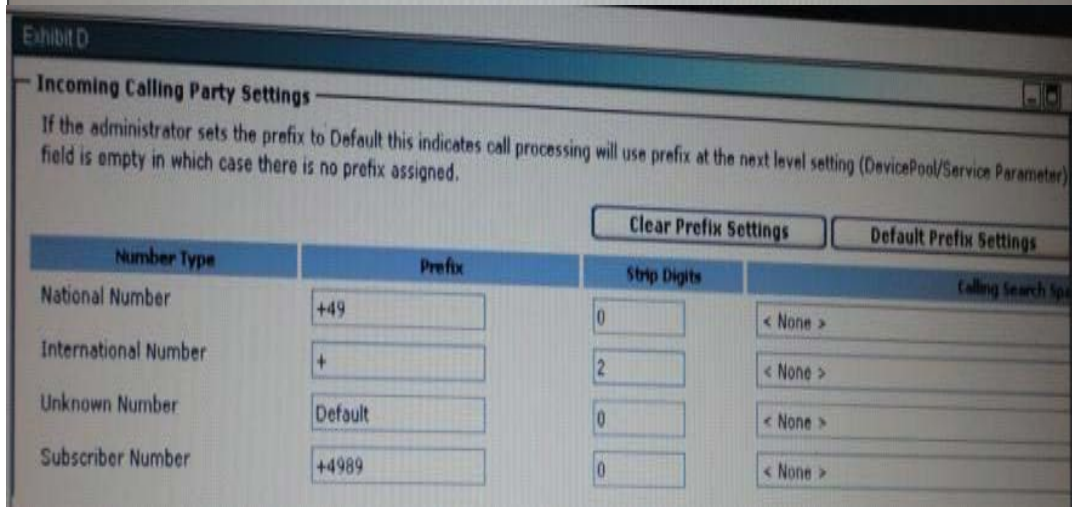 Exhibit D
Incoming Calling Party Settings
If the administrator sets the prefix to Default this indicates call processing will use prefix at the next level setting (DevicePool/Service Parameter)
field is empty in which case there is no prefix assigned.
Clear Prefix Settings Default Prefix Settings
Number Type Prefix Strip Digits Calling Search
National Number +49 0 < None >
International Number + 2 < None >
Unknown Number Default 0 < None >
Subscriber Number +4989 0 < None >